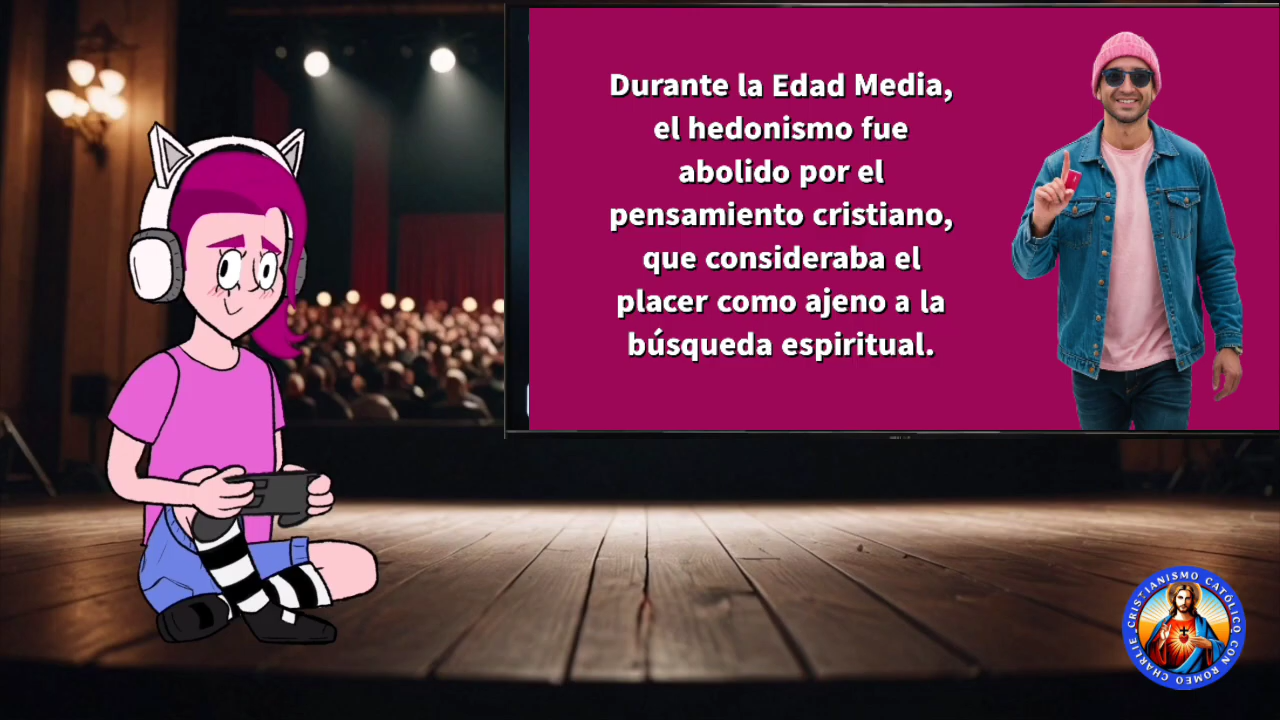 Durante la Edad Media,
el hedonismo fue
abolido por el
pensamiento cristiano,
que consideraba el
placer como ajeno a la
búsqueda espiritual.
CRISTIANISMO CATÓLICO CON ROMEO CHARLIE